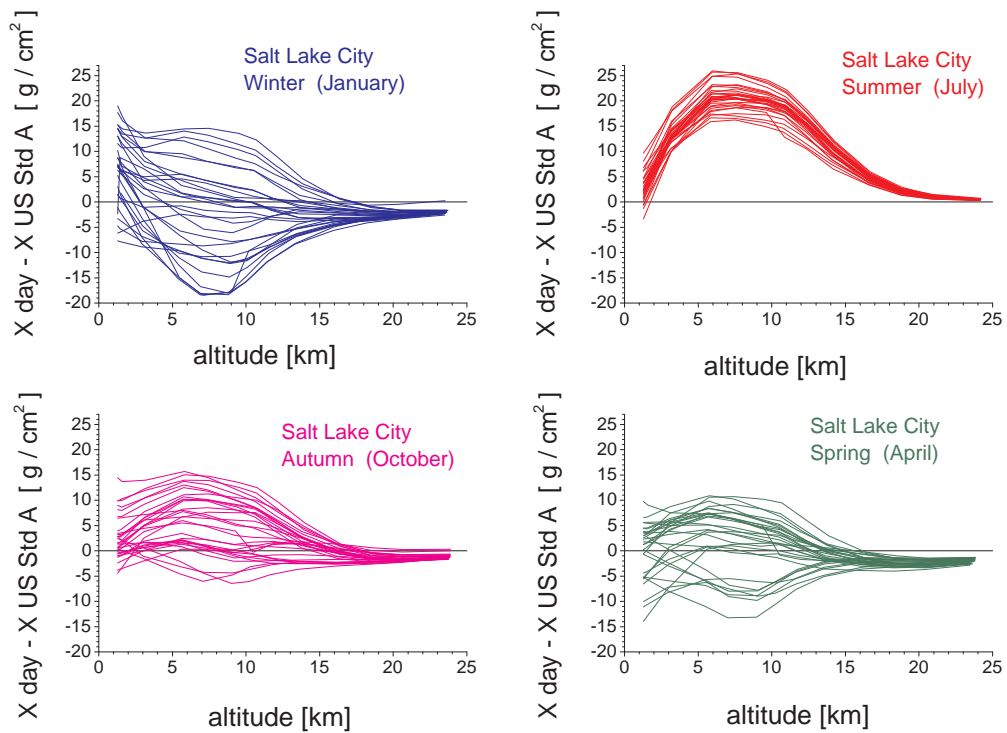 X day - X US Std A [ g / cm² ]
Salt Lake City
Winter (January)
25
20
15
10
5
0
-5
-10
-15
-20
0 5 10 15 20 25
altitude [km]
X day - X US Std A [ g / cm² ]
Salt Lake City
Summer (July)
25
20
15
10
5
0
-5
-10
-15
-20
0 5 10 15 20 25
altitude [km]
X day - X US Std A [ g / cm² ]
Salt Lake City
Autumn (October)
25
20
15
10
5
0
-5
-10
-15
-20
0 5 10 15 20 25
altitude [km]
X day - X US Std A [ g / cm² ]
Salt Lake City
Spring (April)
25
20
15
10
5
0
-5
-10
-15
-20
0 5 10 15 20 25
altitude [km]